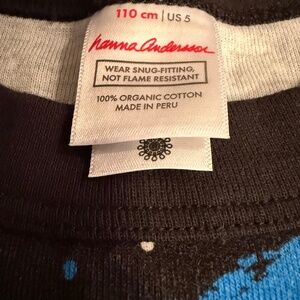 110 cm | US 5
hanna andersson
WEAR SNUG-FITTING,
NOT FLAME RESISTANT
100% ORGANIC COTTON
MADE IN PERU